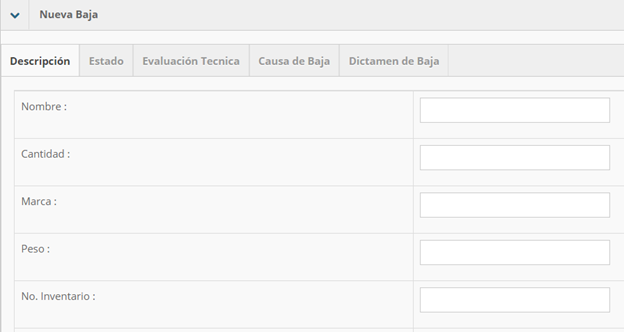 Nueva Baja
Descripción Estado Evaluación Tecnica Causa de Baja Dictamen de Baja
Nombre :
Cantidad :
Marca :
Peso :
No. Inventario :